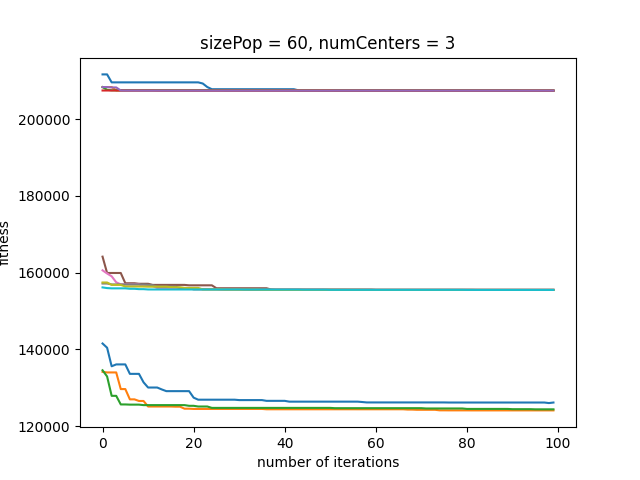 sizePop = 60, numCenters = 3
200000
180000
160000
140000
120000
fitness
0 20 40 60 80 100
number of iterations